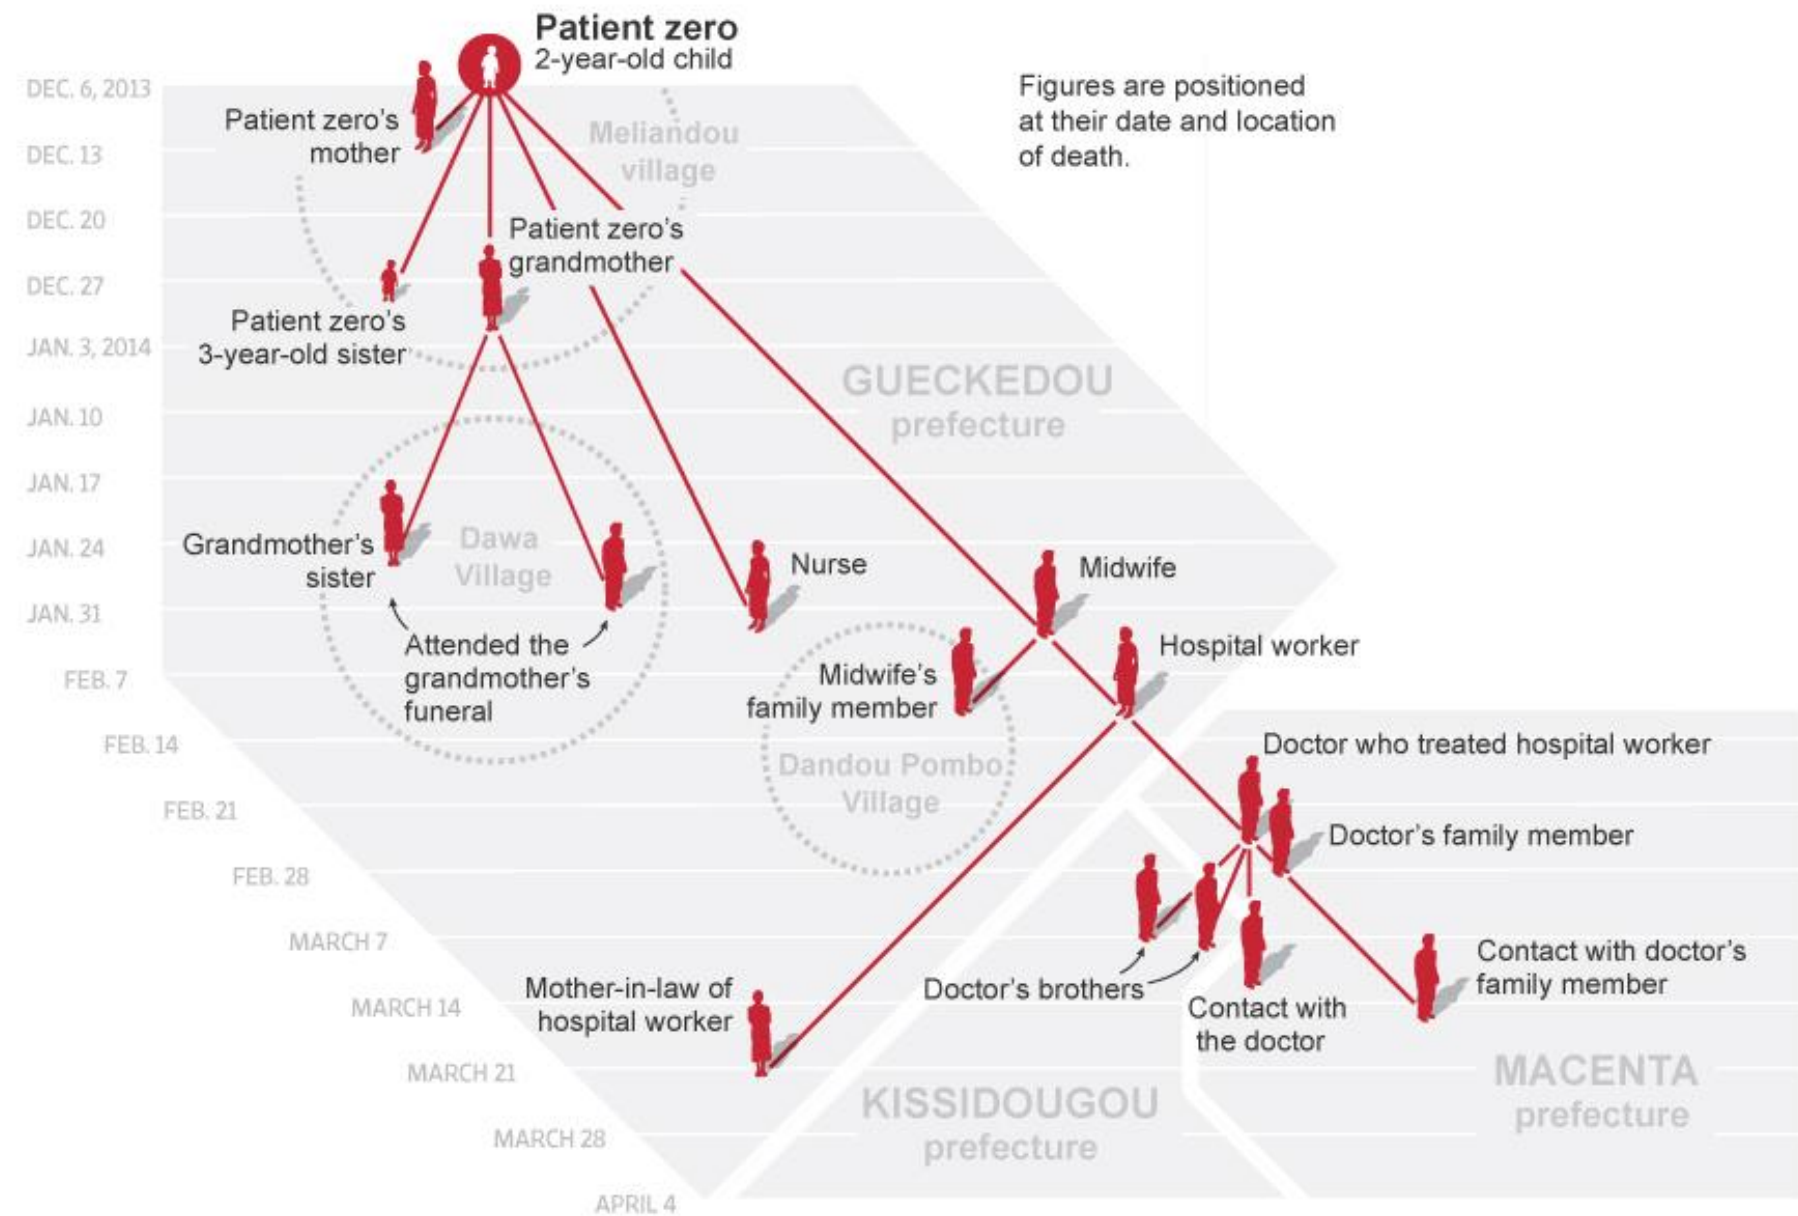 Patient zero
2-year-old child
Figures are positioned
at their date and location
of death.
DEC. 6, 2013
Patient zero's
mother
Meliandou
village
DEC. 13
DEC. 20
Patient zero's
grandmother
DEC. 27
Patient zero's
3-year-old sister
JAN. 3, 2014
GUECKEDOU
prefecture
JAN. 10
JAN. 17
JAN. 24
Grandmother's
sister
Dawa
Village
Nurse
Midwife
JAN. 31
Attended the
grandmother's
funeral
Hospital worker
Midwife's
family member
FEB. 7
FEB. 14
Doctor who treated hospital worker
Dandou Pombo
Village
FEB. 21
Doctor's family member
FEB. 28
MARCH 7
Contact with doctor's
family member
Doctor's brothers
Mother-in-law of
hospital worker
MARCH 14
Contact with
the doctor
MARCH 21
MACENTA
prefecture
KISSIDOUGOU
prefecture
MARCH 28
APRIL 4